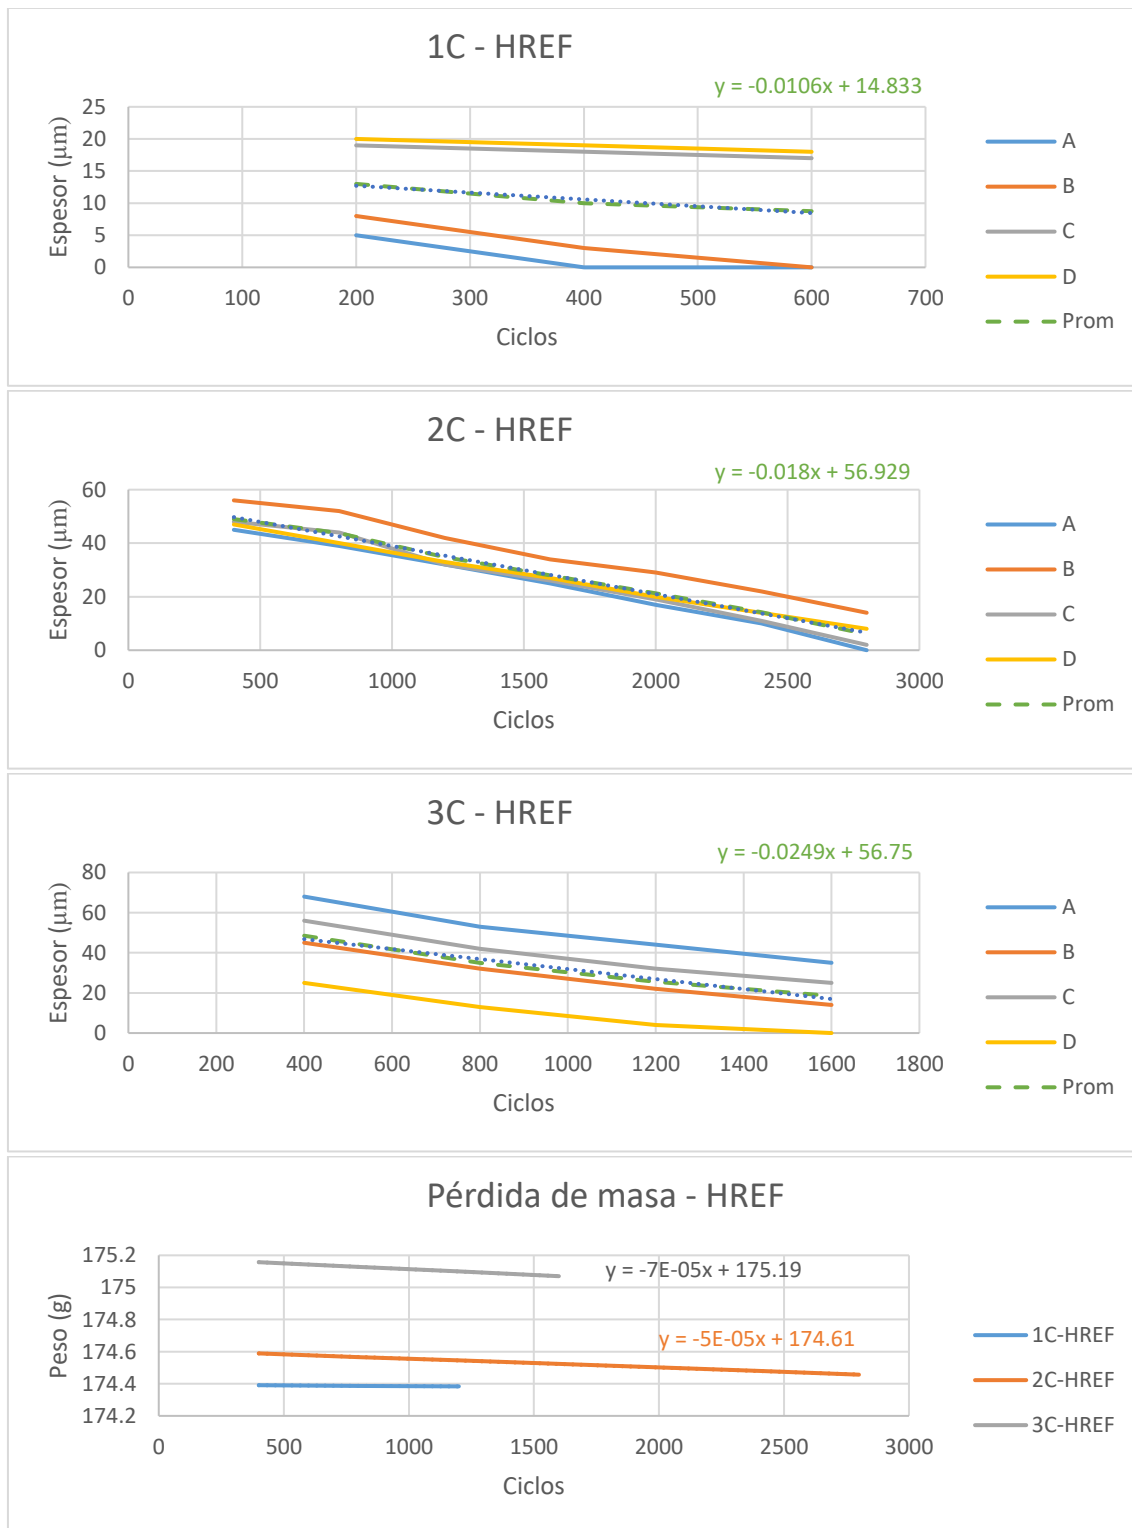 1C - HREF
y = -0.0106x + 14.833
25
20
15
10
5
0
Espesor (μm)
0 100 200 300 400 500 600 700
Ciclos
A
B
C
D
Prom
2C - HREF
y = -0.018x + 56.929
60
40
20
0
Espesor (μm)
0 500 1000 1500 2000 2500 3000
Ciclos
A
B
C
D
Prom
3C - HREF
y = -0.0249x + 56.75
80
60
40
20
0
Espesor (μm)
0 200 400 600 800 1000 1200 1400 1600 1800
Ciclos
A
B
C
D
Prom
Pérdida de masa - HREF
175.2
175
174.8
174.6
174.4
174.2
Peso (g)
y = -7E-05x + 175.19
y = -5E-05x + 174.61
0 500 1000 1500 2000 2500 3000
Ciclos
1C-HREF
2C-HREF
3C-HREF